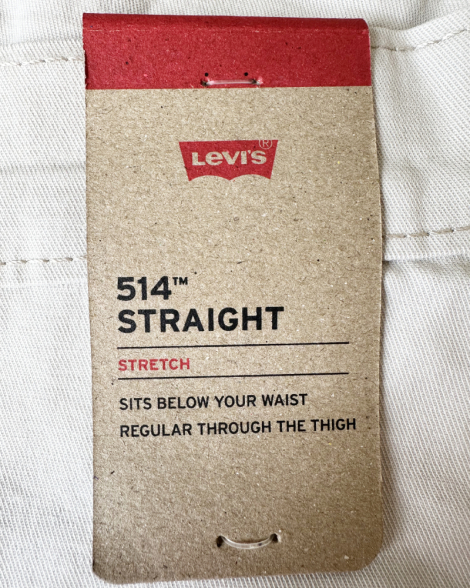 LEVI'S®
514™
STRAIGHT
STRETCH
SITS BELOW YOUR WAIST
REGULAR THROUGH THE THIGH